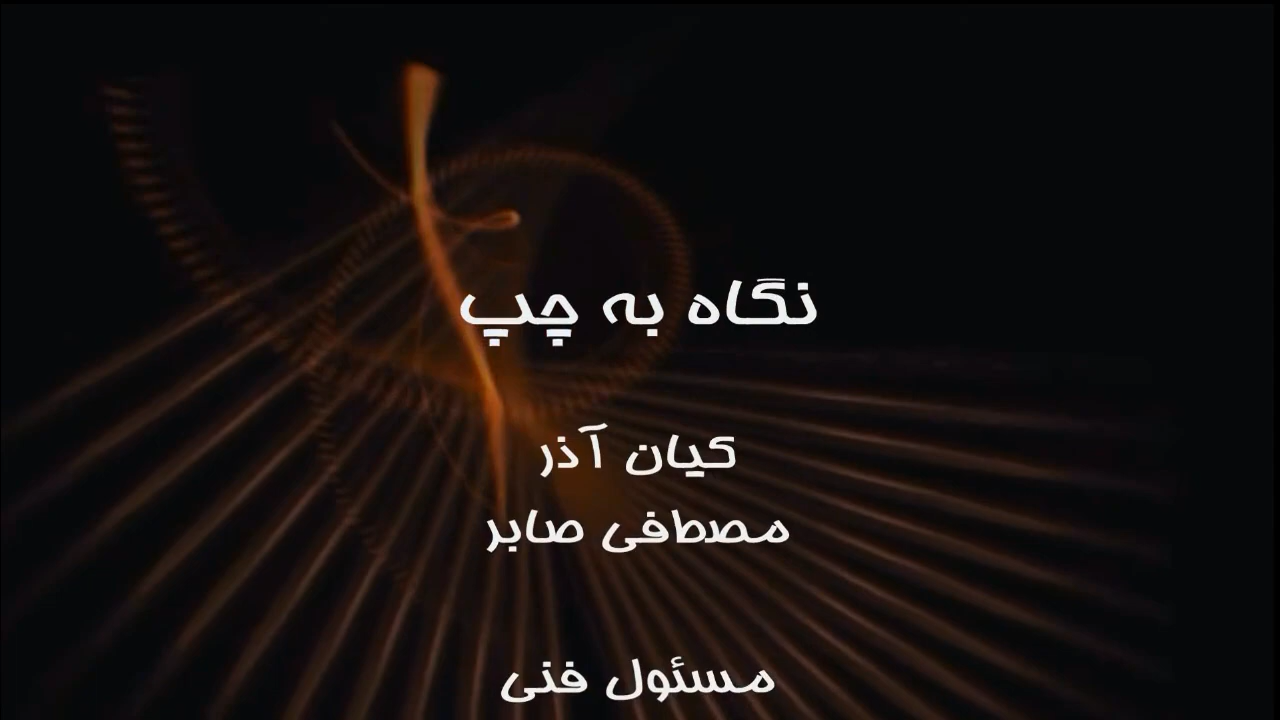 نگاه به چپ
کیان آذر
مصطفی صابر
مسئول فنی